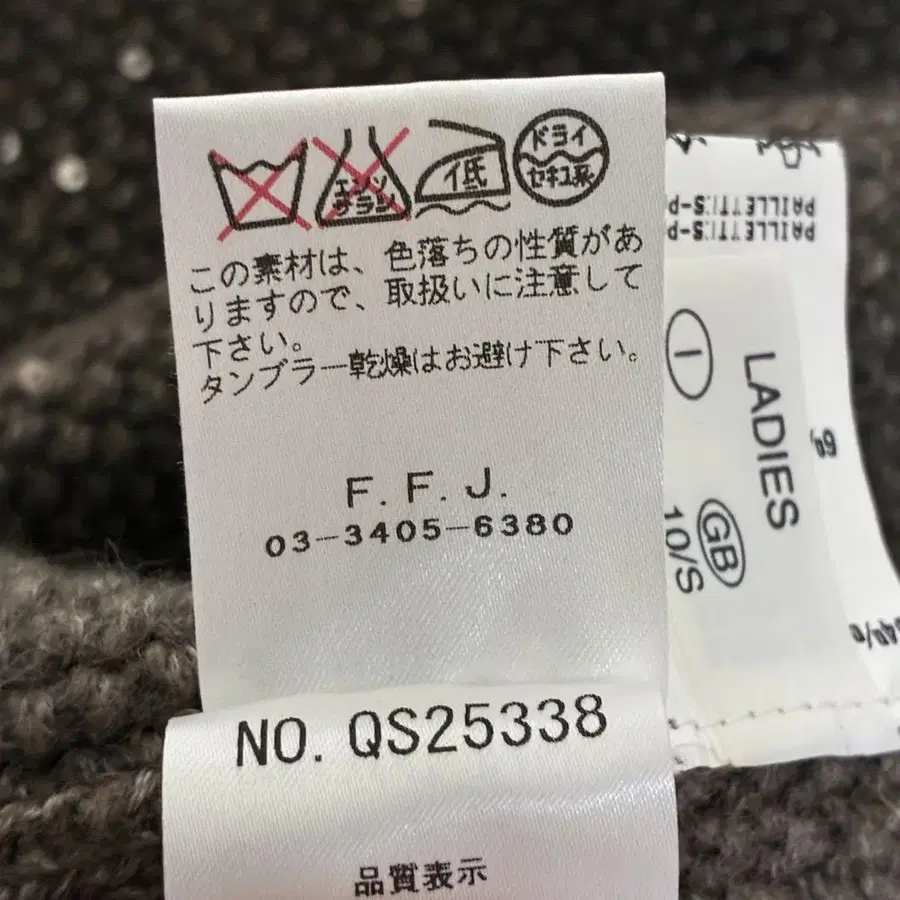 エンソ
サラシ
低
ドライ
セキユ系
この素材は、色落ちの性質があ
りますので、取扱いに注意して
下さい。
タンブラー乾燥はお避け下さい。
F.F.J.
03-3405-6380
NO. QS25338
品質表示
PAILLETTES-P
PAILLETTES-P
I
LADIES
GB
10/S